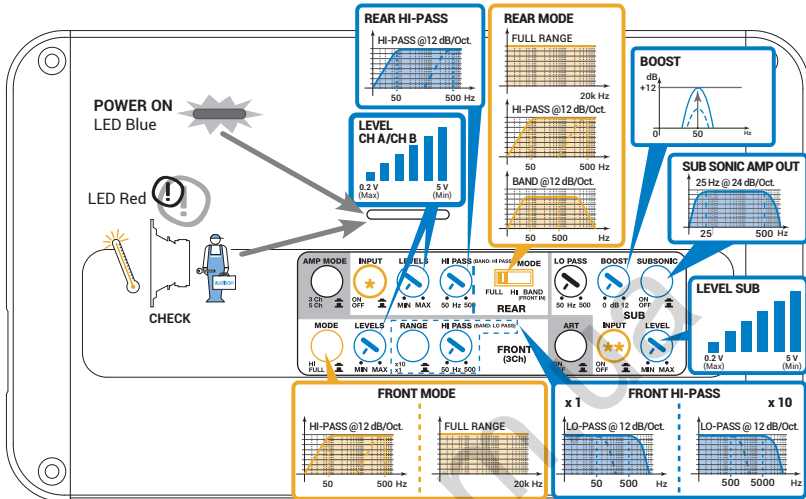 REAR HI-PASS
HI-PASS @12 dB/Oct.
50 500 Hz
REAR MODE
FULL RANGE
20k Hz
HI-PASS @12 dB/Oct.
50 500 Hz
BAND @12 dB/Oct.
50 500 Hz
BOOST
dB
+12
0 50 Hz
POWER ON
LED Blue
LEVEL
CH A/CH B
0.2 V 5 V
(Max) (Min)
SUB SONIC AMP OUT
25 Hz @ 24 dB/Oct.
25 500 Hz
LED Red
audison
CHECK
LEVEL SUB
0.2 V 5 V
(Max) (Min)
AMP MODE INPUT LEVELS HI PASS (BAND: HI PASS) MODE LO PASS BOOST SUBSONIC
3 Ch
5 Ch
ON
OFF
MIN MAX
50 Hz 500
FULL HI BAND
(FRONT IN)
REAR
50 Hz 500
0 dB 12
ON
OFF
SUB
MODE LEVELS RANGE HI PASS (BAND: LO PASS) ART INPUT LEVEL
HI
FULL
MIN MAX
x10
x1
50 Hz 500
FRONT
(3Ch)
OFF
ON
OFF
MIN MAX
FRONT MODE
HI-PASS @12 dB/Oct.
50 500 Hz
FULL RANGE
20k Hz
x 1 FRONT HI-PASS x 10
LO-PASS @12 dB/Oct.
50 500 Hz
LO-PASS @12 dB/Oct.
500 5000 Hz